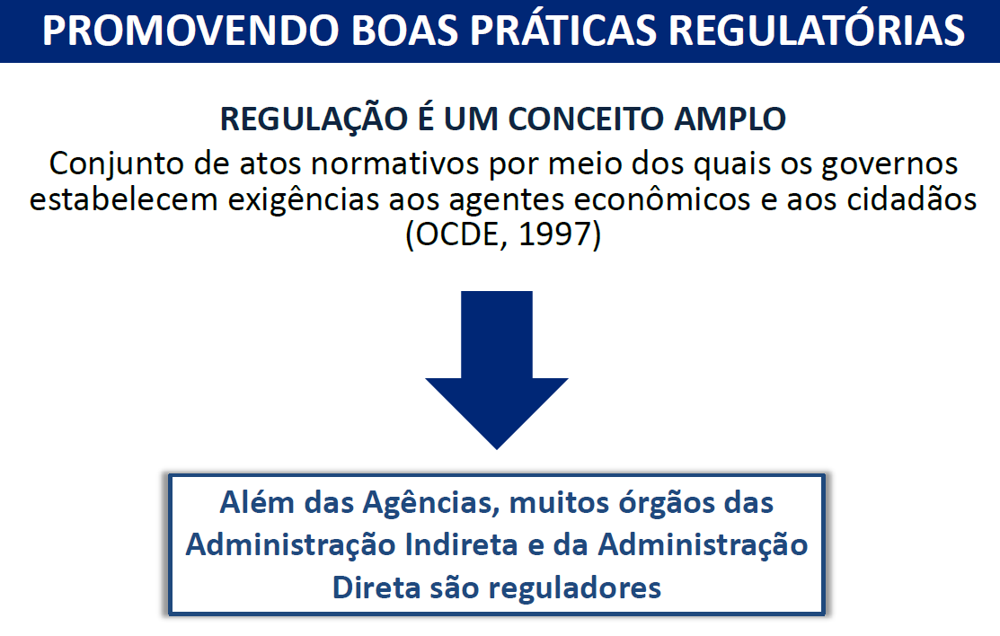 PROMOVENDO BOAS PRÁTICAS REGULATÓRIAS
REGULAÇÃO É UM CONCEITO AMPLO
Conjunto de atos normativos por meio dos quais os governos
estabelecem exigências aos agentes econômicos e aos cidadãos
(OCDE, 1997)
Além das Agências, muitos órgãos das
Administração Indireta e da Administração
Direta são reguladores